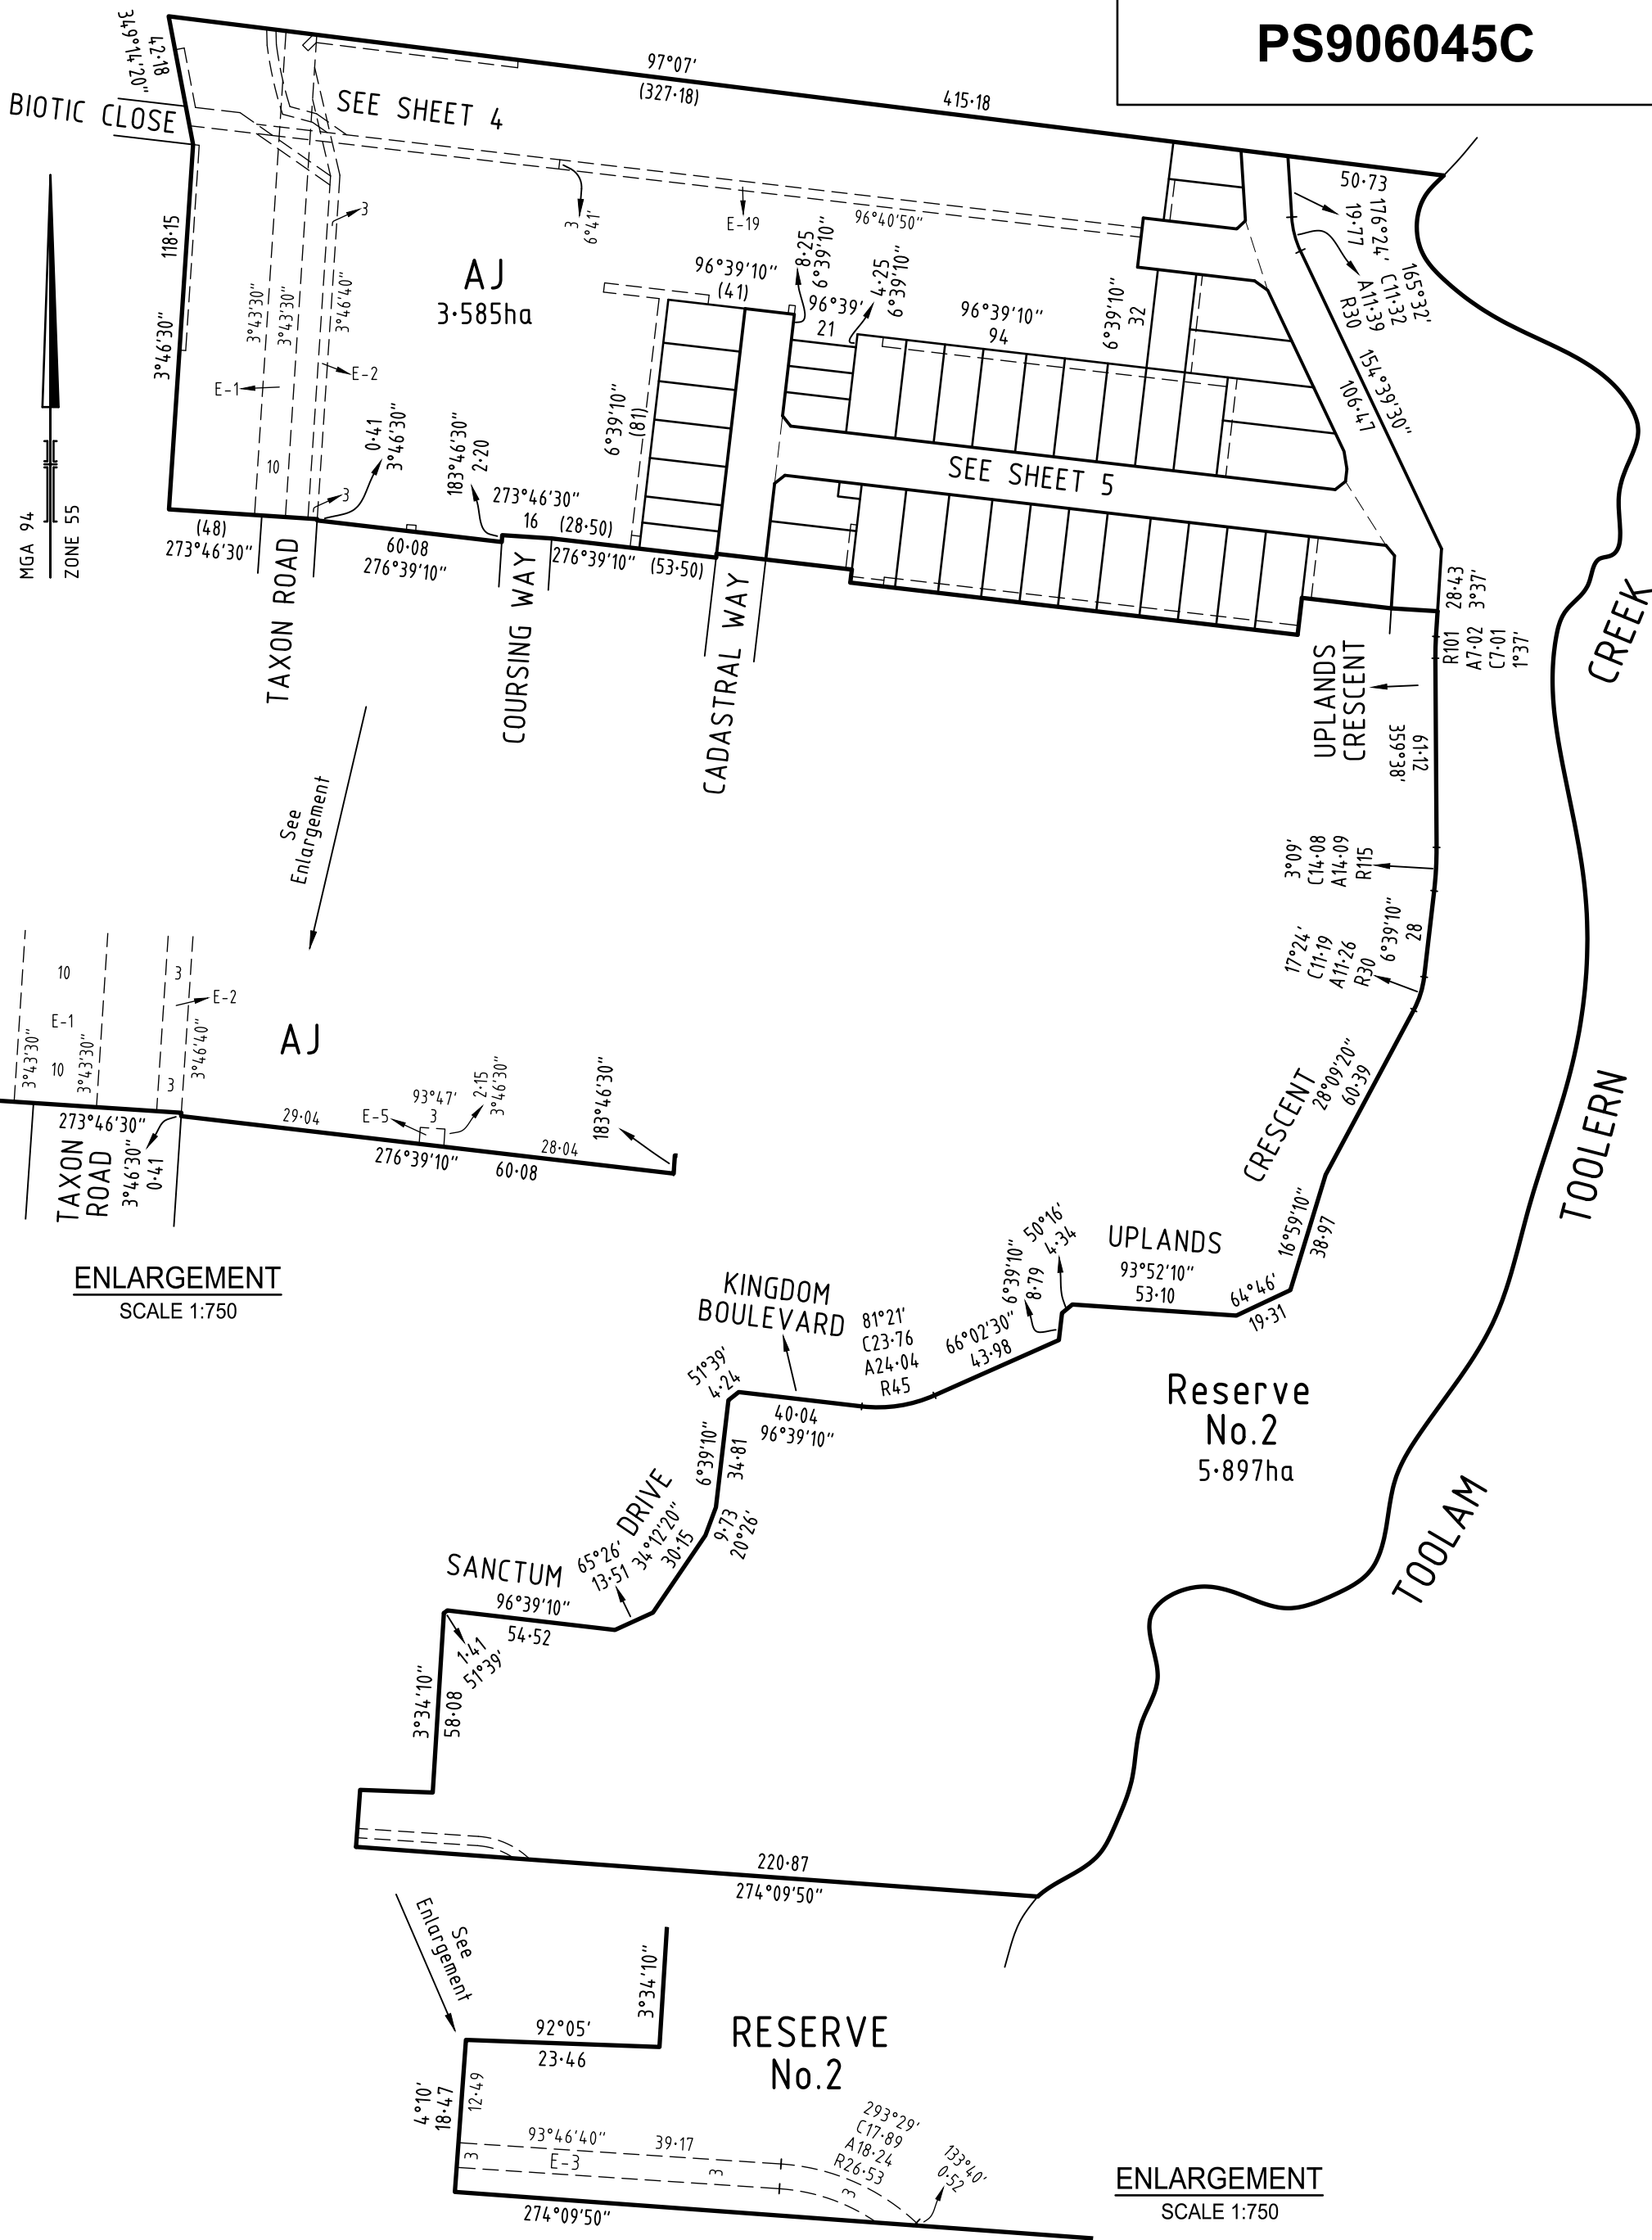 PS906045C
349°14'20"
42·18
BIOTIC CLOSE
SEE SHEET 4
97°07'
(327·18)
415·18
50·73
176°24'
19·77
165°32'
C11·32
A11·39
R30
154°39'30"
106·47
118·15
3°46'30"
3°43'30"
3°43'30"
3°46'40"
3
E-1
E-2
10
3
0·41
3°46'30"
AJ
3·585ha
3
6°41'
E-19
96°40'50"
96°39'10"
(41)
8·25
6°39'10"
96°39'
21
4·25
6°39'10"
96°39'10"
94
6°39'10"
32
6°39'10"
(81)
SEE SHEET 5
183°46'30"
2·20
273°46'30"
16
(28·50)
276°39'10"
(53·50)
(48)
273°46'30"
60·08
276°39'10"
MGA 94
ZONE 55
TAXON ROAD
COURSING WAY
CADASTRAL WAY
UPLANDS
CRESCENT
28·43
3°37'
R101
A7·02
C7·01
1°37'
61·12
359°38'
3°09'
C14·08
A14·09
R115
6°39'10"
28
17°24'
C11·19
A11·26
R30
28°09'20"
60·39
CRESCENT
16°59'10"
38·97
CREEK
TOOLERN
TOOLAM
See
Enlargement
10
E-1
10
3°43'30"
3°43'30"
3
E-2
3°46'40"
3
AJ
273°46'30"
TAXON
ROAD
3°46'30"
0·41
29·04
E-5
93°47'
3
2·15
3°46'30"
276°39'10"
60·08
28·04
183°46'30"
ENLARGEMENT
SCALE 1:750
KINGDOM
BOULEVARD
81°21'
C23·76
A24·04
R45
66°02'30"
43·98
6°39'10"
8·79
50°16'
4·34
UPLANDS
93°52'10"
53·10
64°46'
19·31
51°39'
4·24
40·04
96°39'10"
6°39'10"
34·81
9·73
20°26'
DRIVE
34°12'20"
30·15
65°26'
13·51
SANCTUM
96°39'10"
54·52
1·41
51°39'
3°34'10"
58·08
Reserve
No.2
5·897ha
220·87
274°09'50"
See
Enlargement
92°05'
23·46
3°34'10"
RESERVE
No.2
4°10'
18·47
12·49
93°46'40"
39·17
E-3
3
3
3
293°29'
C17·89
A18·24
R26·53
133°40'
0·52
274°09'50"
ENLARGEMENT
SCALE 1:750